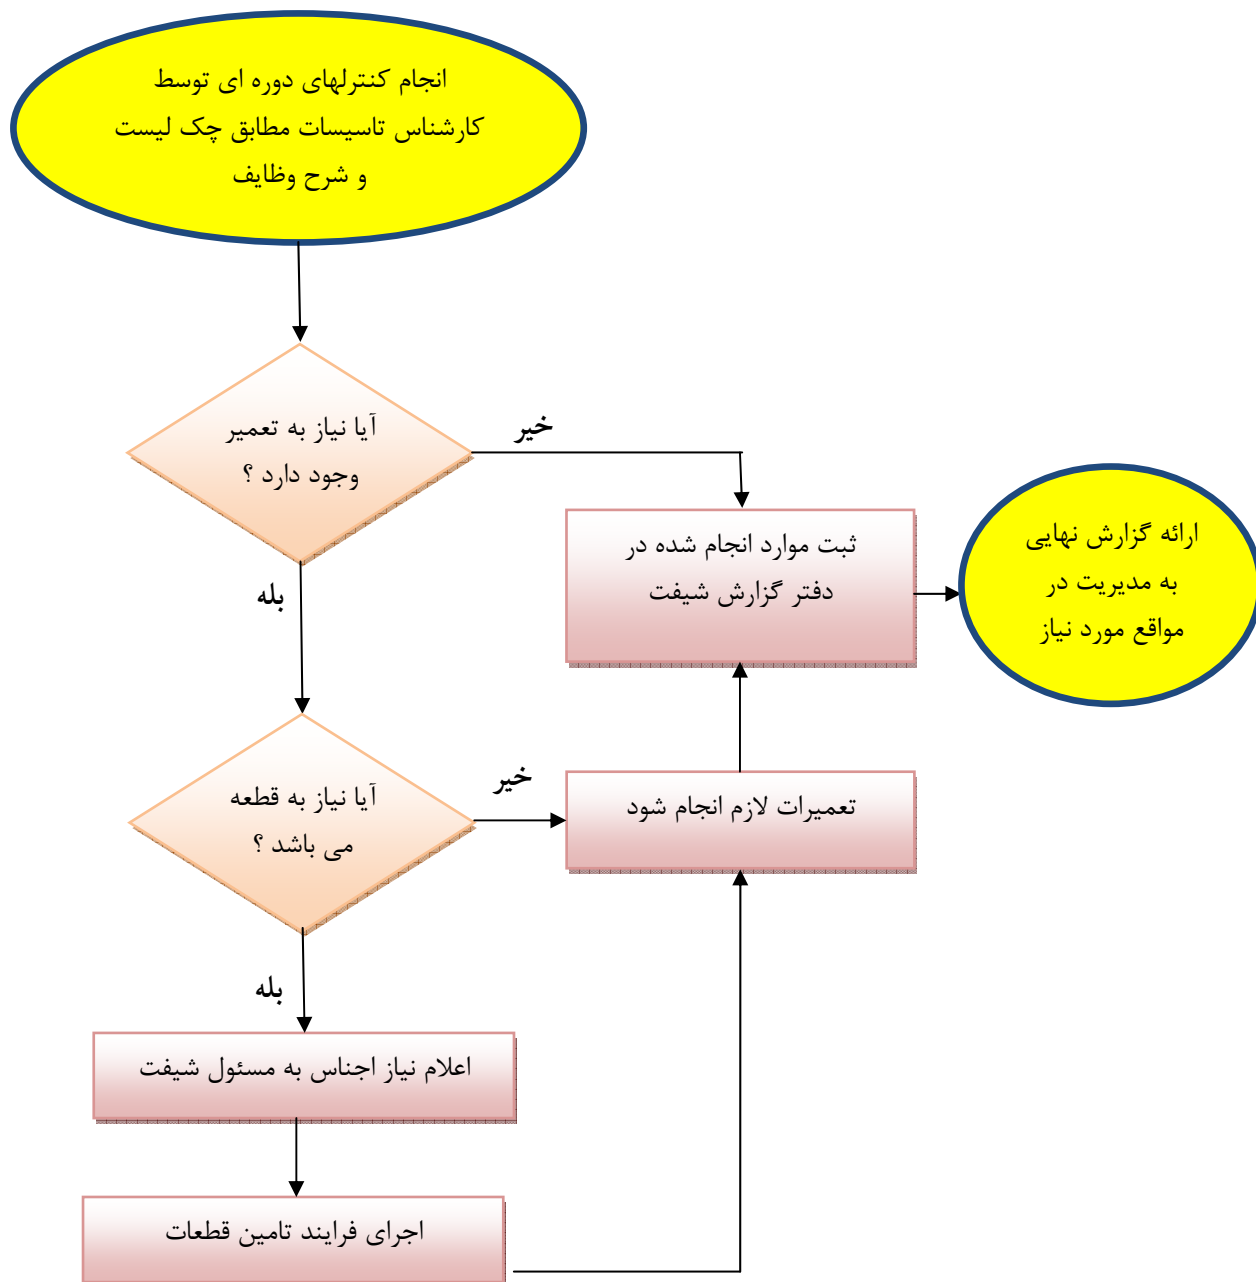 انجام کنترلهای دوره ای توسط
کارشناس تاسیسات مطابق چک لیست
و شرح وظایف
آیا نیاز به تعمیر
وجود دارد ؟
خیر
بله
ثبت موارد انجام شده در
دفتر گزارش شیفت
ارائه گزارش نهایی
به مدیریت در
مواقع مورد نیاز
آیا نیاز به قطعه
می باشد ؟
خیر
تعمیرات لازم انجام شود
بله
اعلام نیاز اجناس به مسئول شیفت
اجرای فرایند تامین قطعات